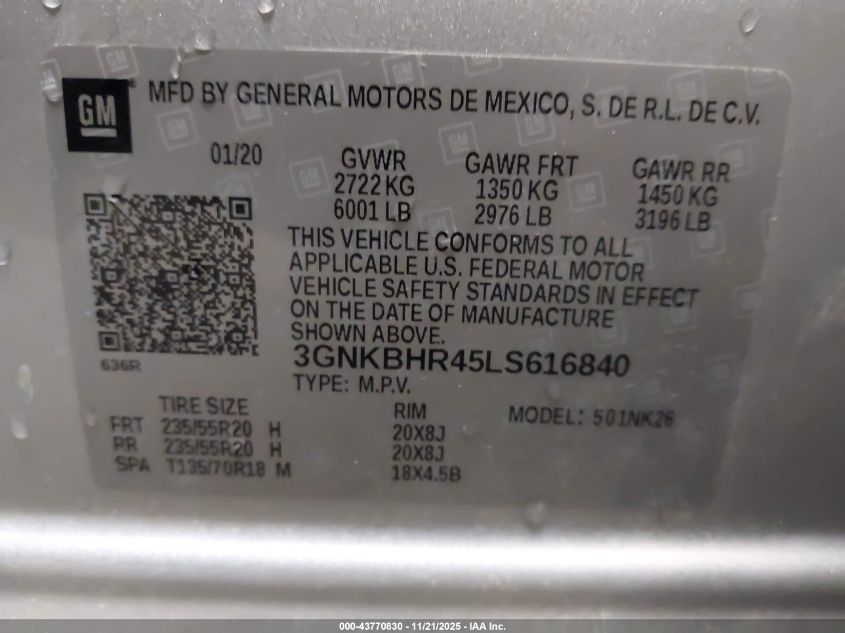 GM MFD BY GENERAL MOTORS DE MEXICO, S. DE R.L. DE C.V.
01/20 GVWR GAWR FRT GAWR RR
2722 KG 1350 KG 1450 KG
6001 LB 2976 LB 3196 LB
THIS VEHICLE CONFORMS TO ALL
APPLICABLE U.S. FEDERAL MOTOR
VEHICLE SAFETY STANDARDS IN EFFECT
ON THE DATE OF MANUFACTURE
SHOWN ABOVE.
636R 3GNKBHR45LS616840
TYPE: M.P.V.
TIRE SIZE RIM MODEL: 501NK26
FRT 235/55R20 H 20X8J
RR 235/55R20 H 20X8J
SPA T135/70R18 M 18X4.5B
000-43770830 - 11/21/2025 - IAA Inc.